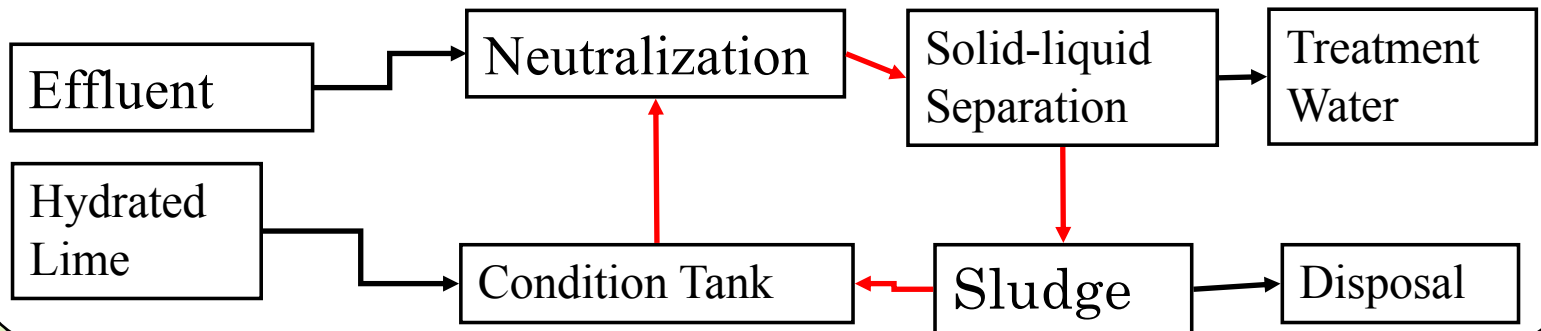 Effluent
Neutralization
Solid-liquid
Separation
Treatment
Water
Hydrated
Lime
Condition Tank
Sludge
Disposal